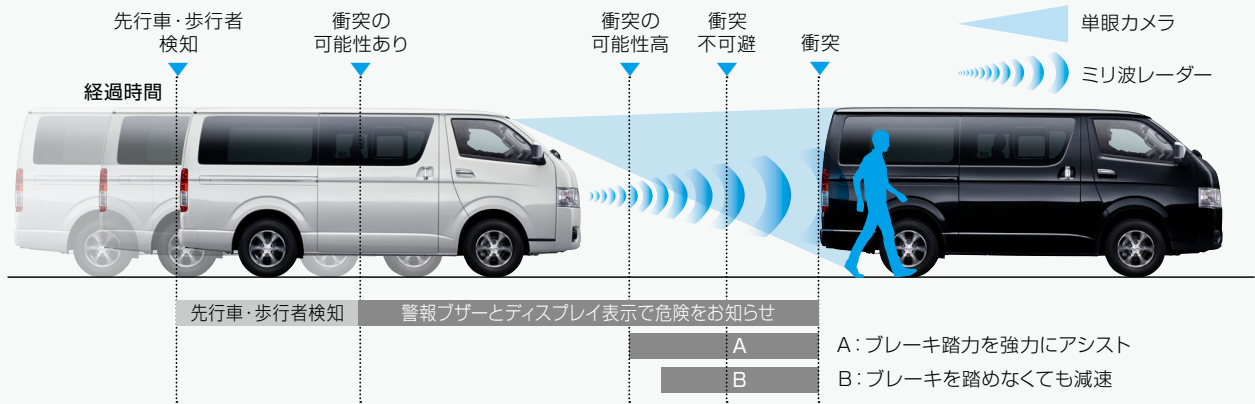 先行車・歩行者
検知
衝突の
可能性あり
衝突の
可能性高
衝突
不可避
衝突
単眼カメラ
ミリ波レーダー
経過時間
先行車・歩行者検知
警報ブザーとディスプレイ表示で危険をお知らせ
A
A：ブレーキ踏力を強力にアシスト
B
B：ブレーキを踏めなくても減速